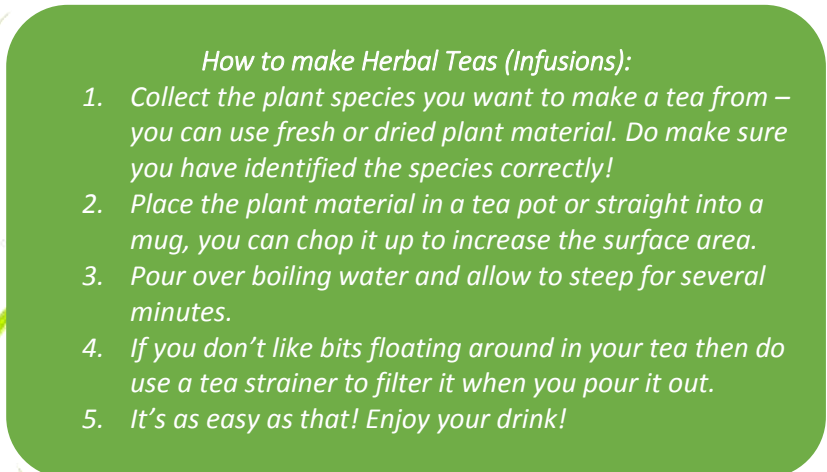 How to make Herbal Teas (Infusions):
1. Collect the plant species you want to make a tea from –
you can use fresh or dried plant material. Do make sure
you have identified the species correctly!
2. Place the plant material in a tea pot or straight into a
mug, you can chop it up to increase the surface area.
3. Pour over boiling water and allow to steep for several
minutes.
4. If you don’t like bits floating around in your tea then do
use a tea strainer to filter it when you pour it out.
5. It’s as easy as that! Enjoy your drink!